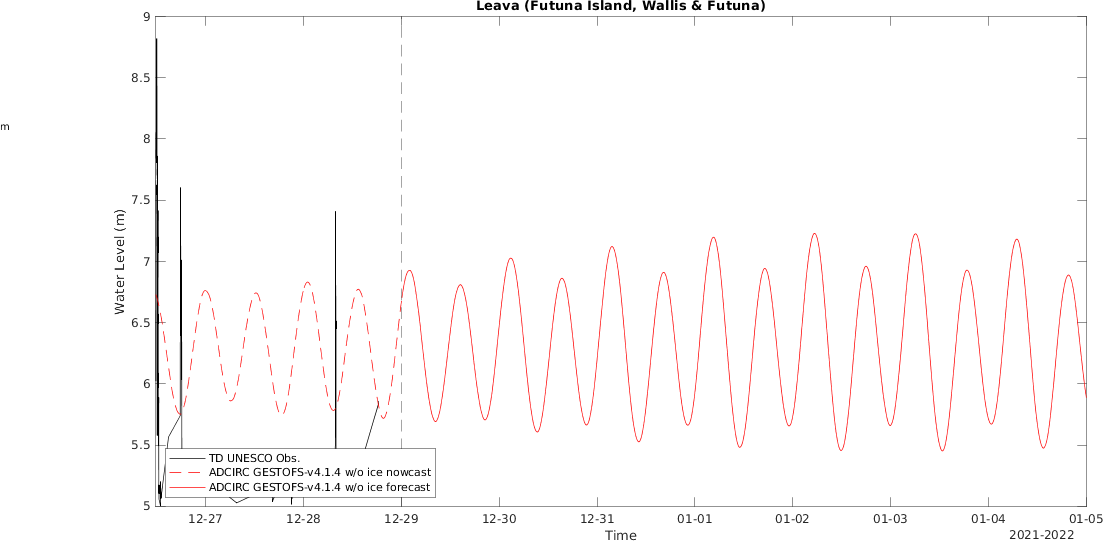 Leava (Futuna Island, Wallis & Futuna)
m
Water Level (m)
9
8.5
8
7.5
7
6.5
6
5.5
5
TD UNESCO Obs.
ADCIRC GESTOFS-v4.1.4 w/o ice nowcast
ADCIRC GESTOFS-v4.1.4 w/o ice forecast
12-27 12-28 12-29 12-30 12-31 01-01 01-02 01-03 01-04 01-05
Time
2021-2022